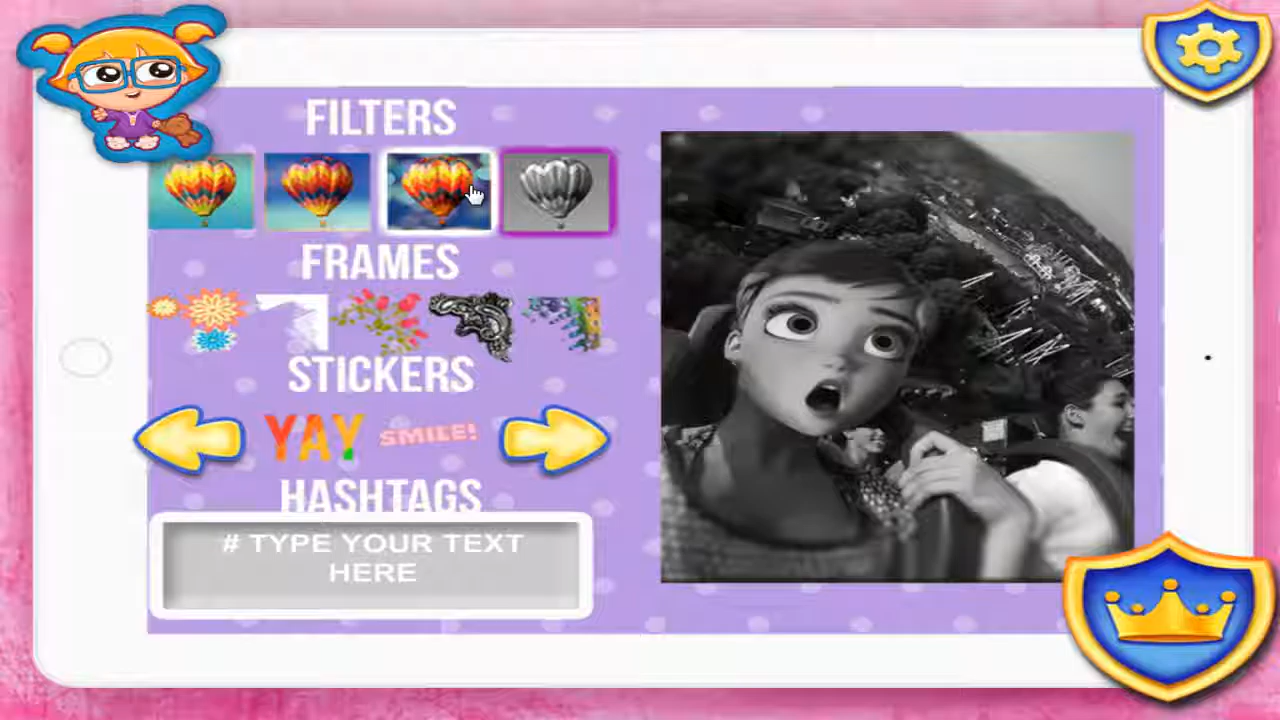 FILTERS
FRAMES
STICKERS
YAY SMILE!
HASHTAGS
# TYPE YOUR TEXT
HERE